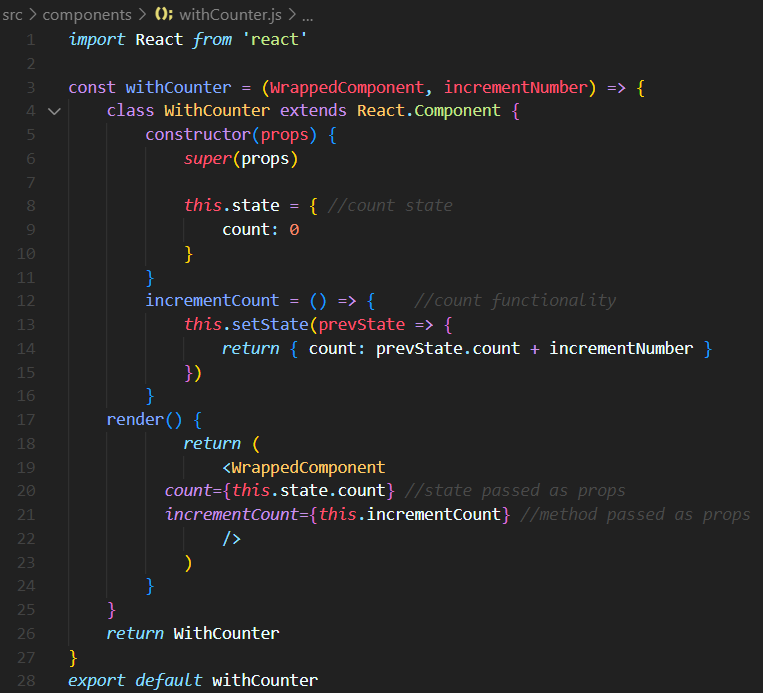 src > components > withCounter.js > ...
1 import React from 'react'
2
3 const withCounter = (WrappedComponent, incrementNumber) => {
4     class WithCounter extends React.Component {
5         constructor(props) {
6             super(props)
7
8             this.state = { //count state
9                 count: 0
10             }
11         }
12         incrementCount = () => {    //count functionality
13             this.setState(prevState => {
14                 return { count: prevState.count + incrementNumber }
15             })
16         }
17     render() {
18             return (
19                 <WrappedComponent
20           count={this.state.count} //state passed as props
21           incrementCount={this.incrementCount} //method passed as props
22                 />
23             )
24         }
25     }
26     return WithCounter
27 }
28 export default withCounter